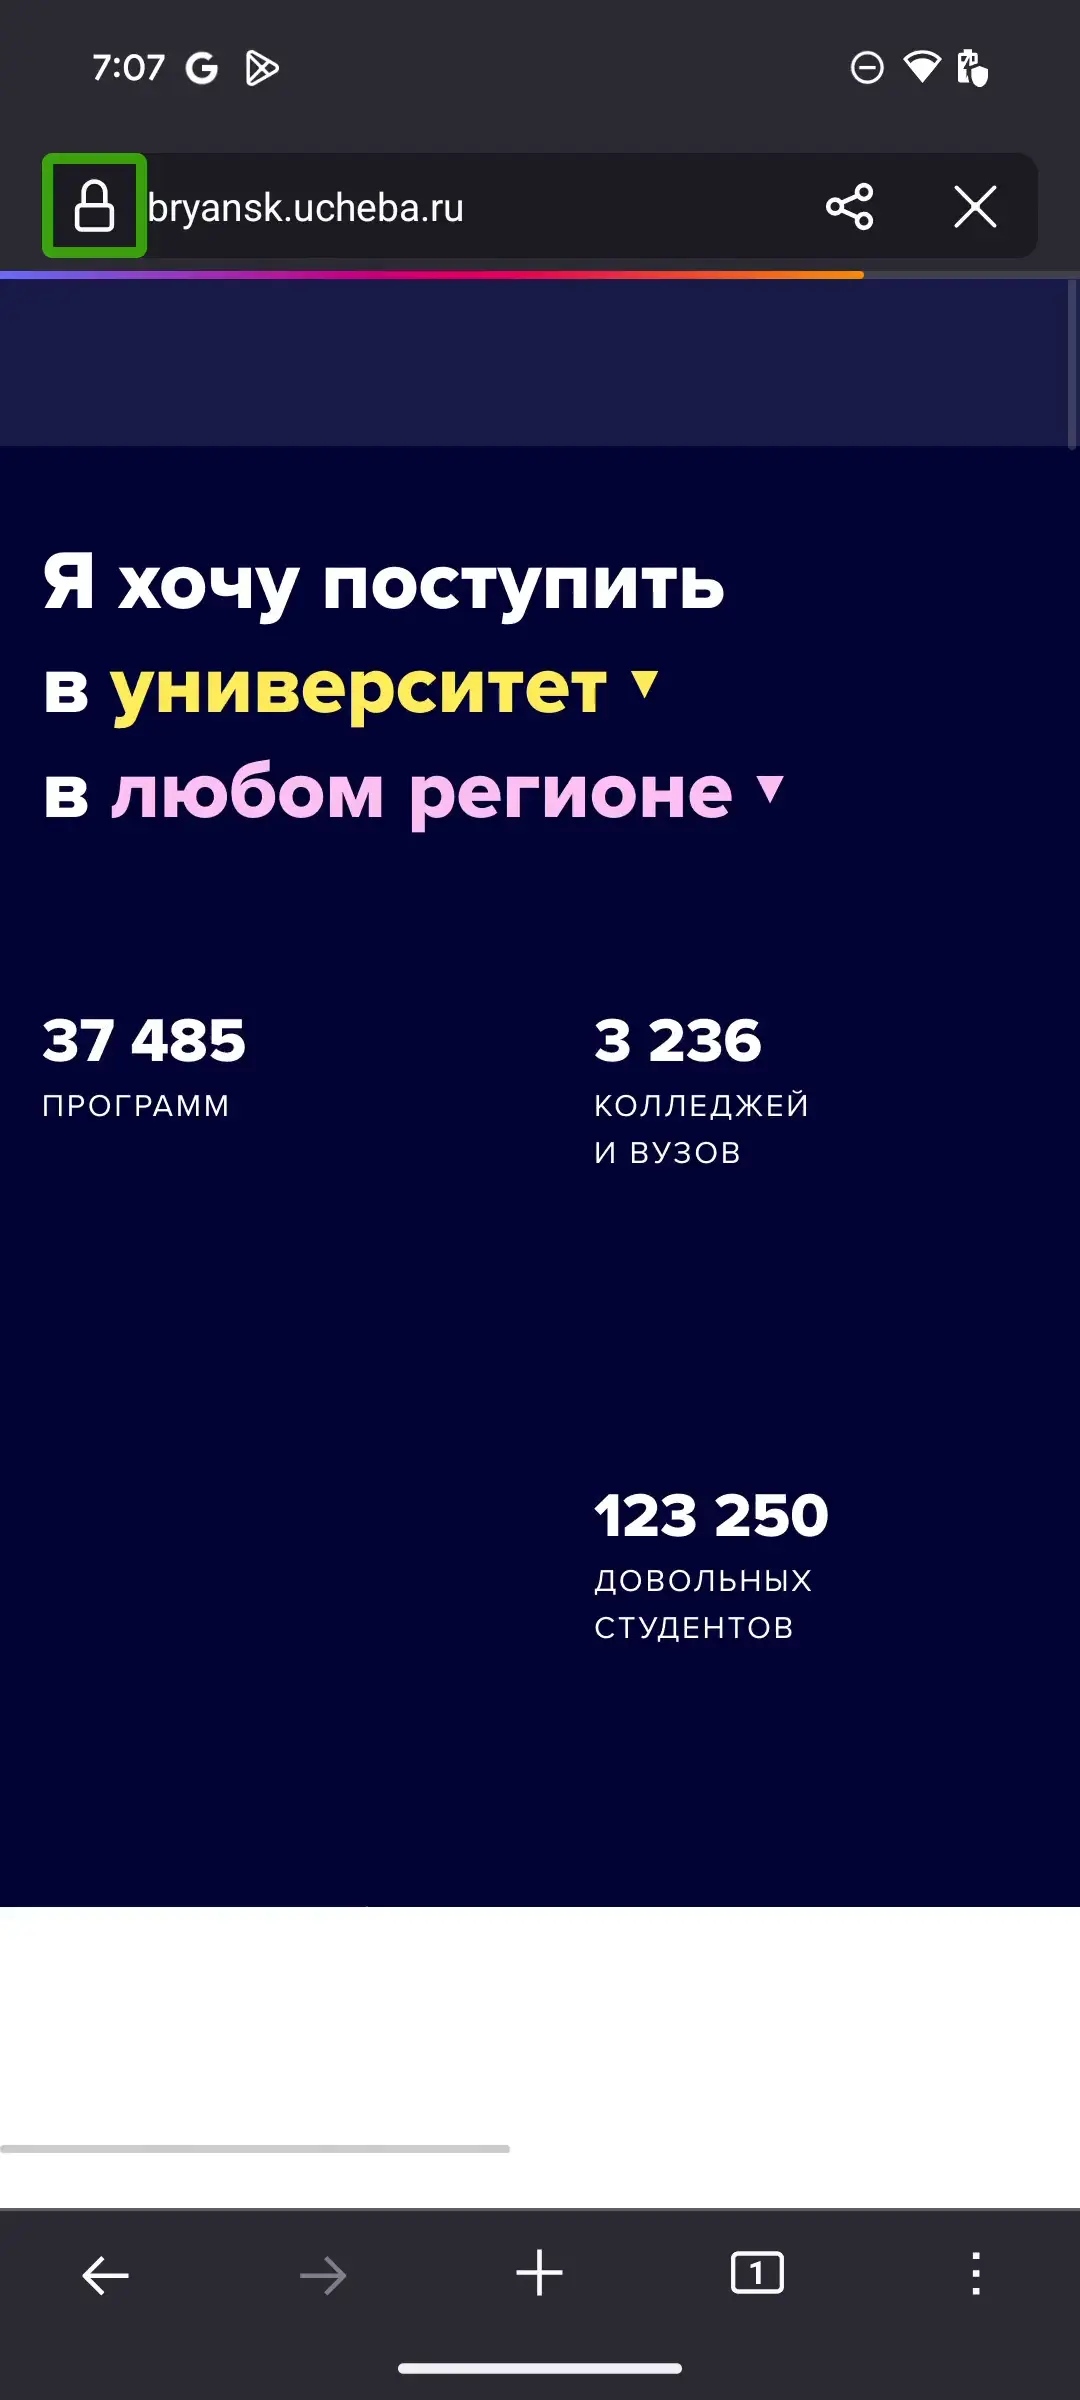 7:07
bryansk.ucheba.ru
Я хочу поступить
в университет
в любом регионе
37 485
ПРОГРАММ
3 236
КОЛЛЕДЖЕЙ
И ВУЗОВ
123 250
ДОВОЛЬНЫХ
СТУДЕНТОВ
1